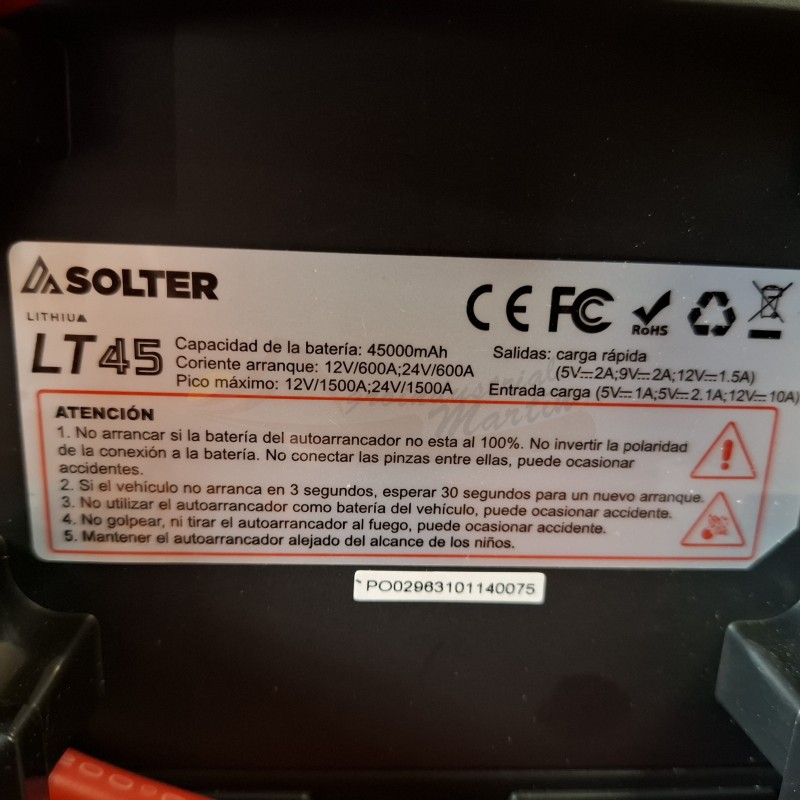 SOLTER
LITHIUM
LT45
Capacidad de la batería: 45000mAh
Coriente arranque: 12V/600A;24V/600A
Pico máximo: 12V/1500A;24V/1500A
CE FC RoHS
Salidas: carga rápida
(5V⎓2A;9V⎓2A;12V⎓1.5A)
Entrada carga (5V⎓1A;5V⎓2.1A;12V⎓10A)
ATENCIÓN
1. No arrancar si la batería del autoarrancador no esta al 100%. No invertir la polaridad
de la conexión a la batería. No conectar las pinzas entre ellas, puede ocasionar
accidentes.
2. Si el vehículo no arranca en 3 segundos, esperar 30 segundos para un nuevo arranque.
3. No utilizar el autoarrancador como batería del vehículo, puede ocasionar accidente.
4. No golpear, ni tirar el autoarrancador al fuego, puede ocasionar accidente.
5. Mantener el autoarrancador alejado del alcance de los niños.
PO02963101140075